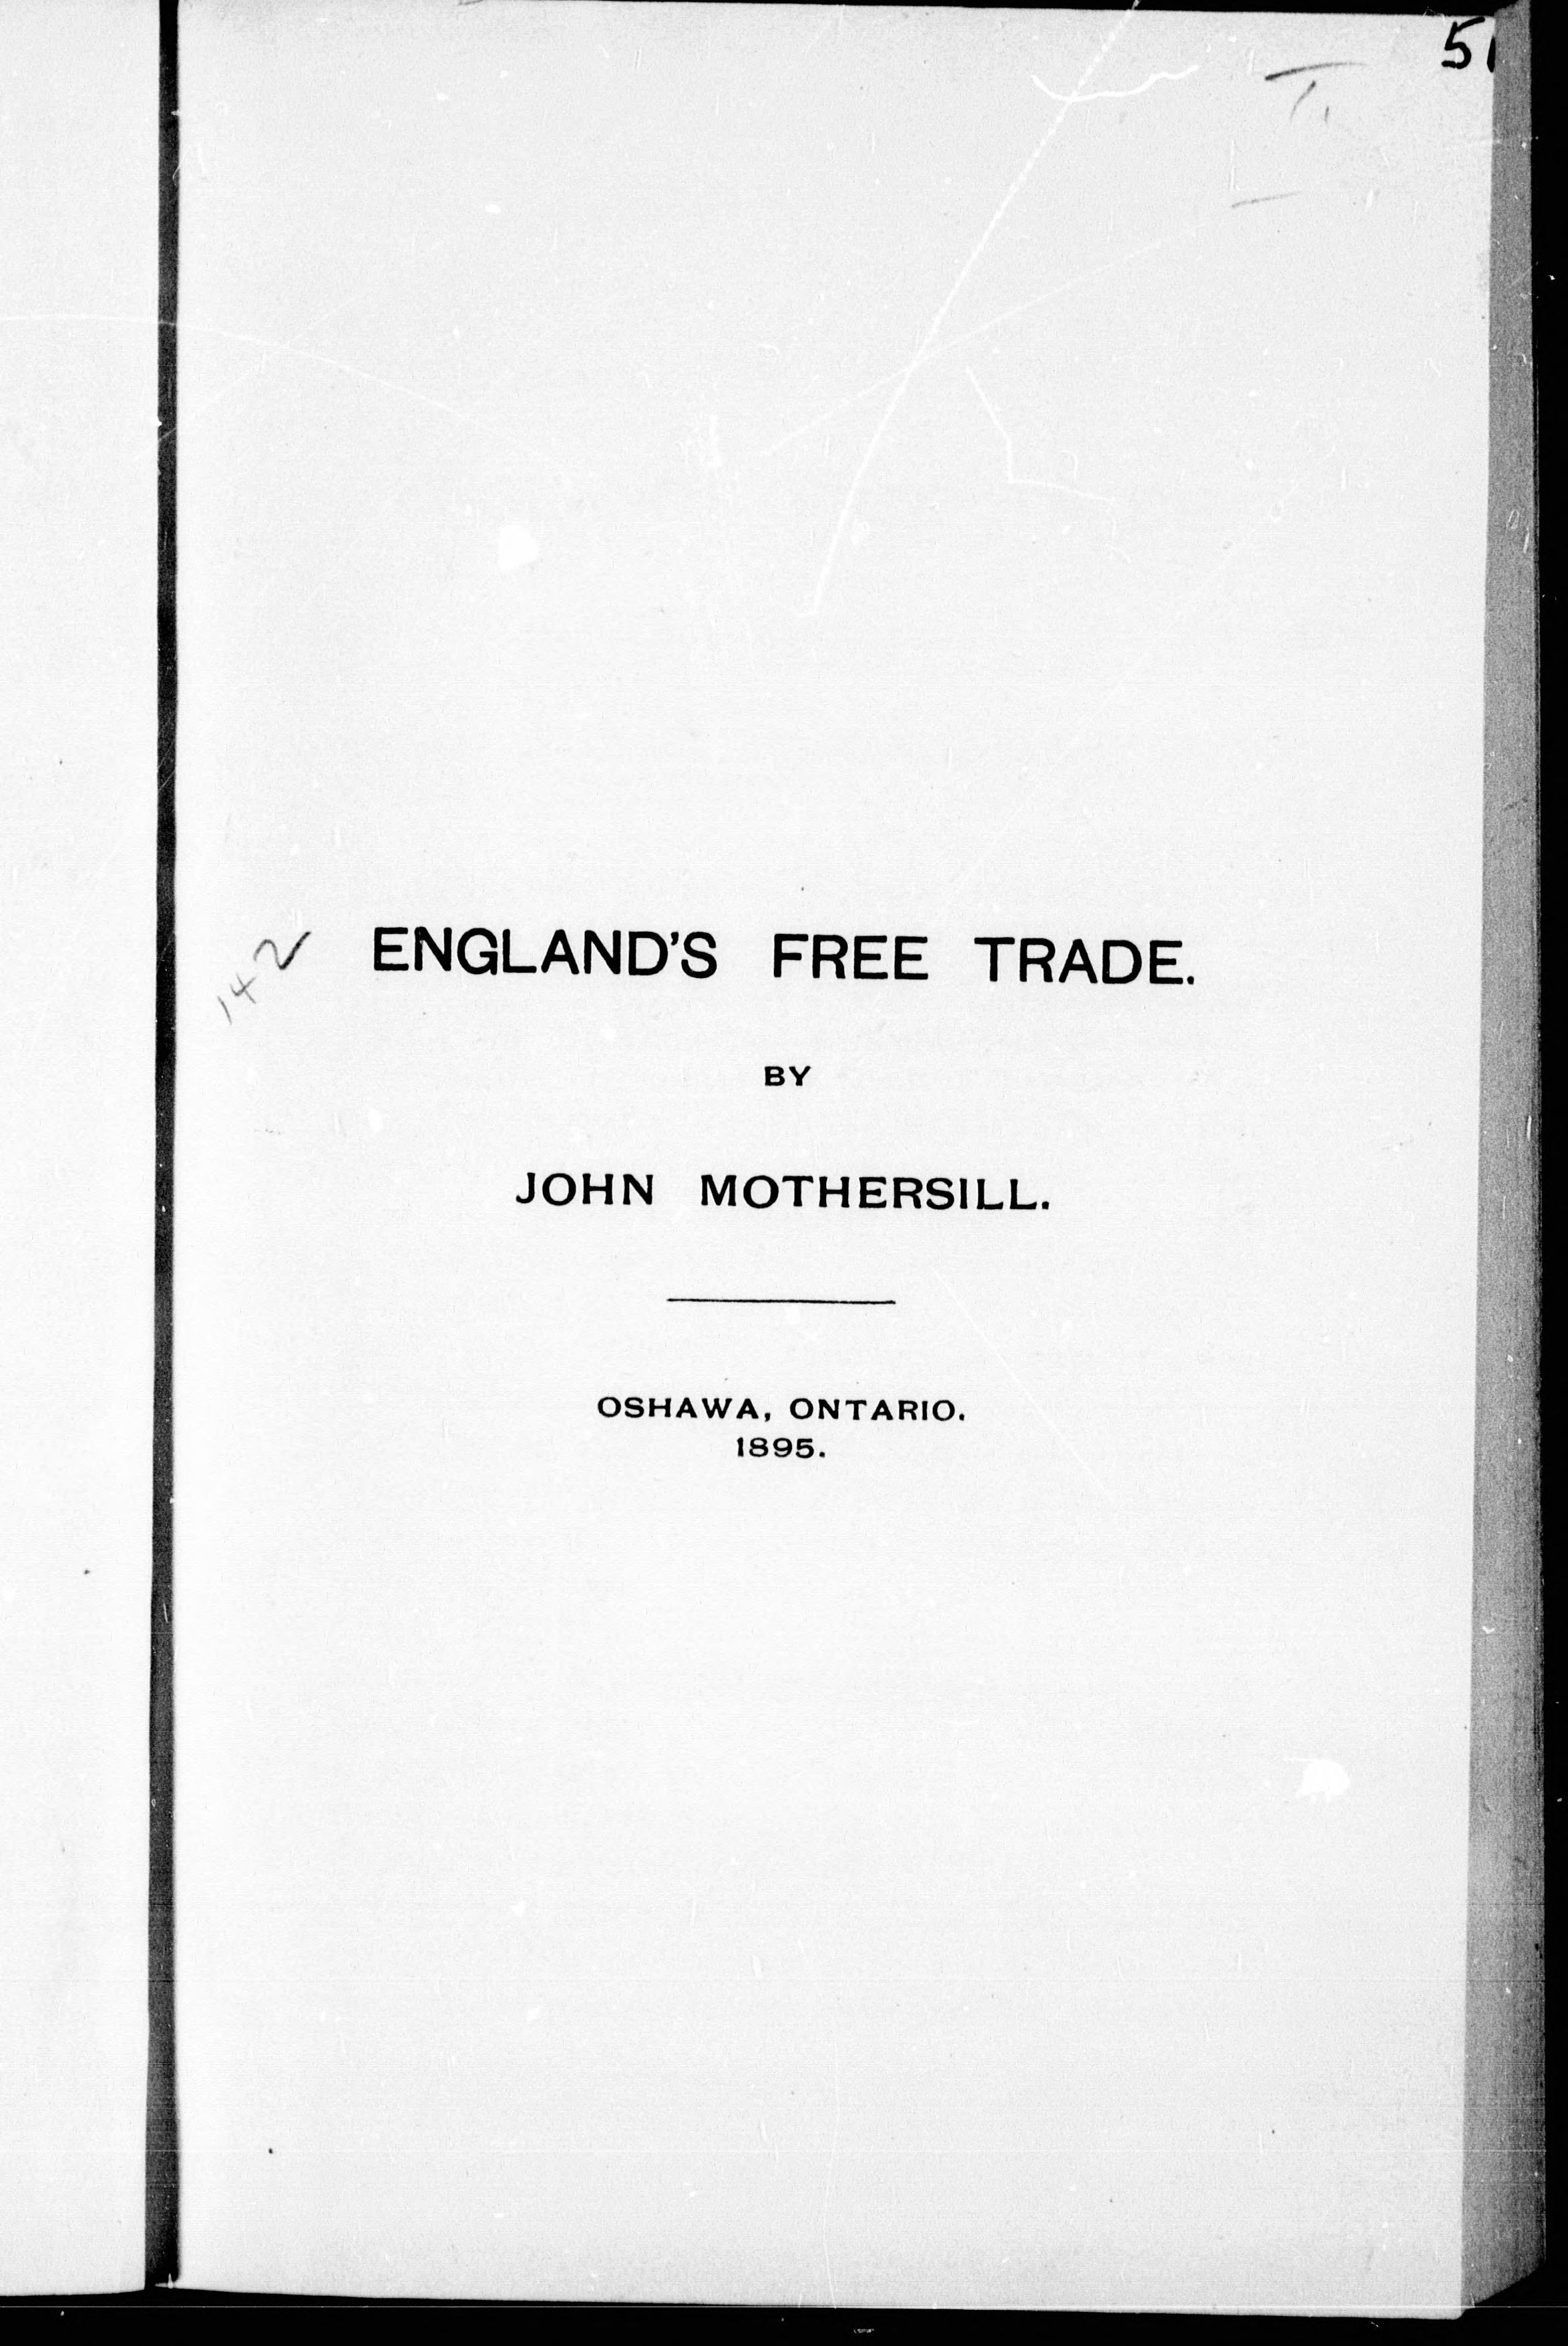 51
142
ENGLAND'S FREE TRADE.
BY
JOHN MOTHERSILL.
OSHAWA, ONTARIO.
1895.